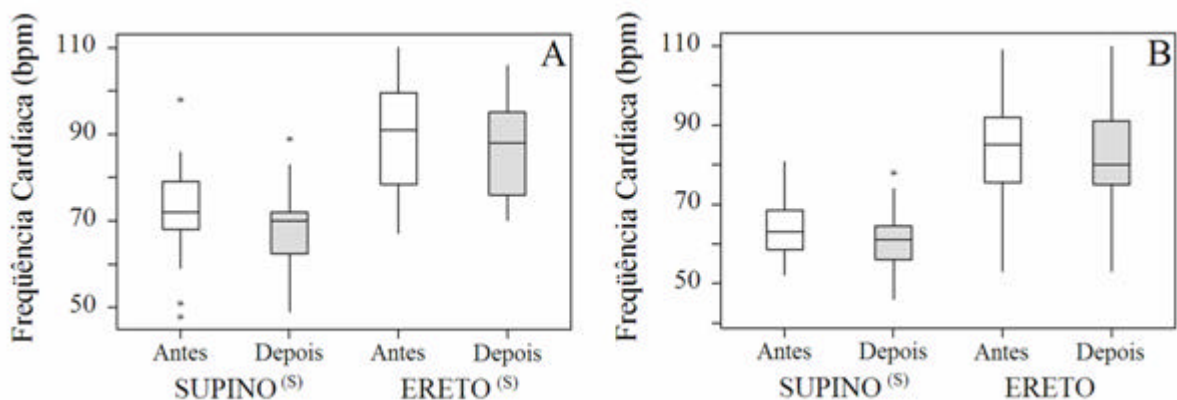 Freqüência Cardíaca (bpm)
110
90
70
50
A
Antes
Depois
Antes
Depois
SUPINO (S)
ERETO (S)
Freqüência Cardíaca (bpm)
110
90
70
50
B
Antes
Depois
Antes
Depois
SUPINO (S)
ERETO